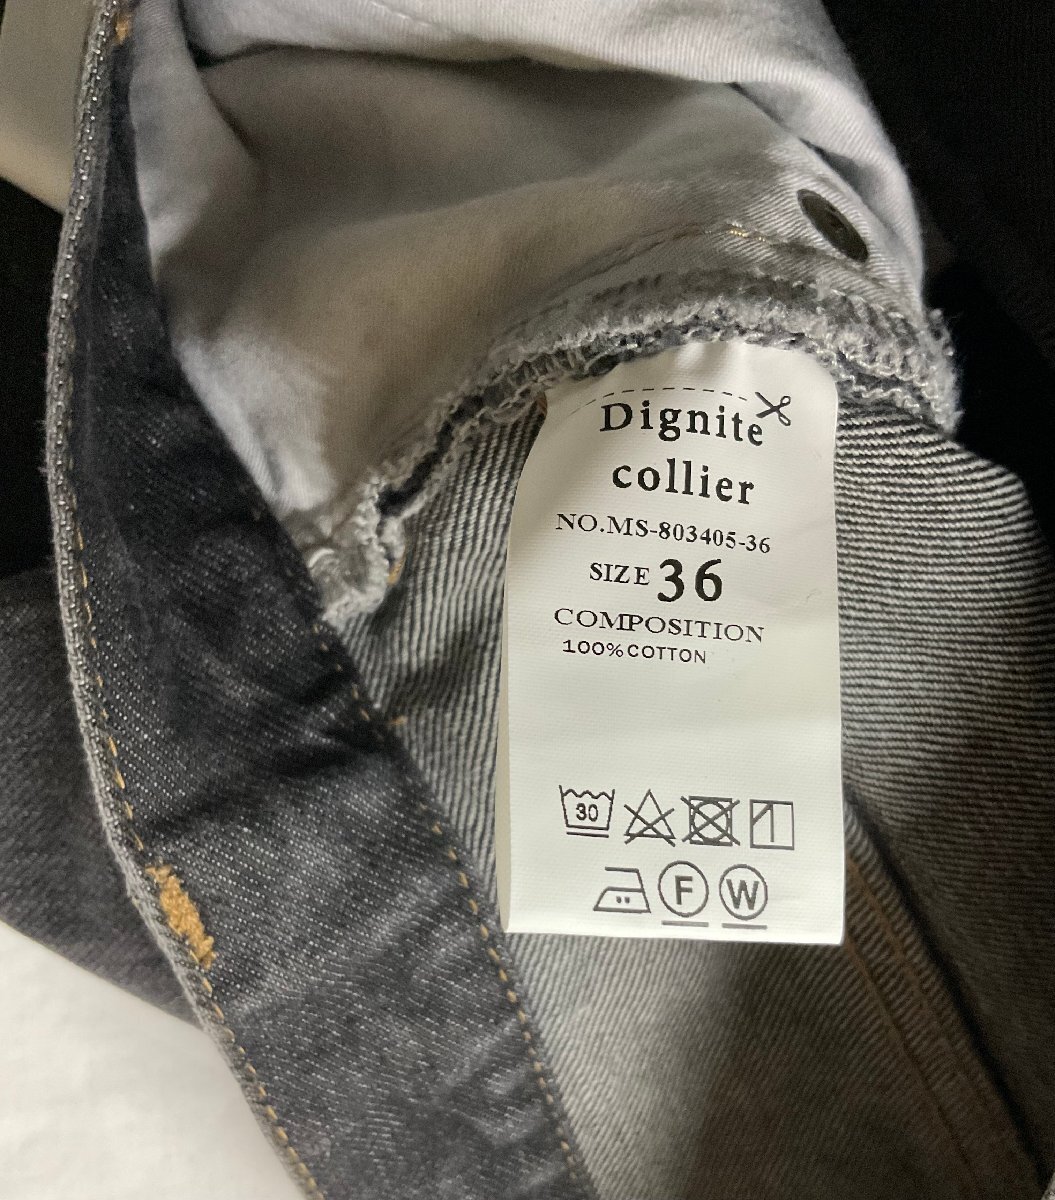 Dignite
collier
NO.MS-803405-36
SIZE 36
COMPOSITION
100%COTTON
30
F W